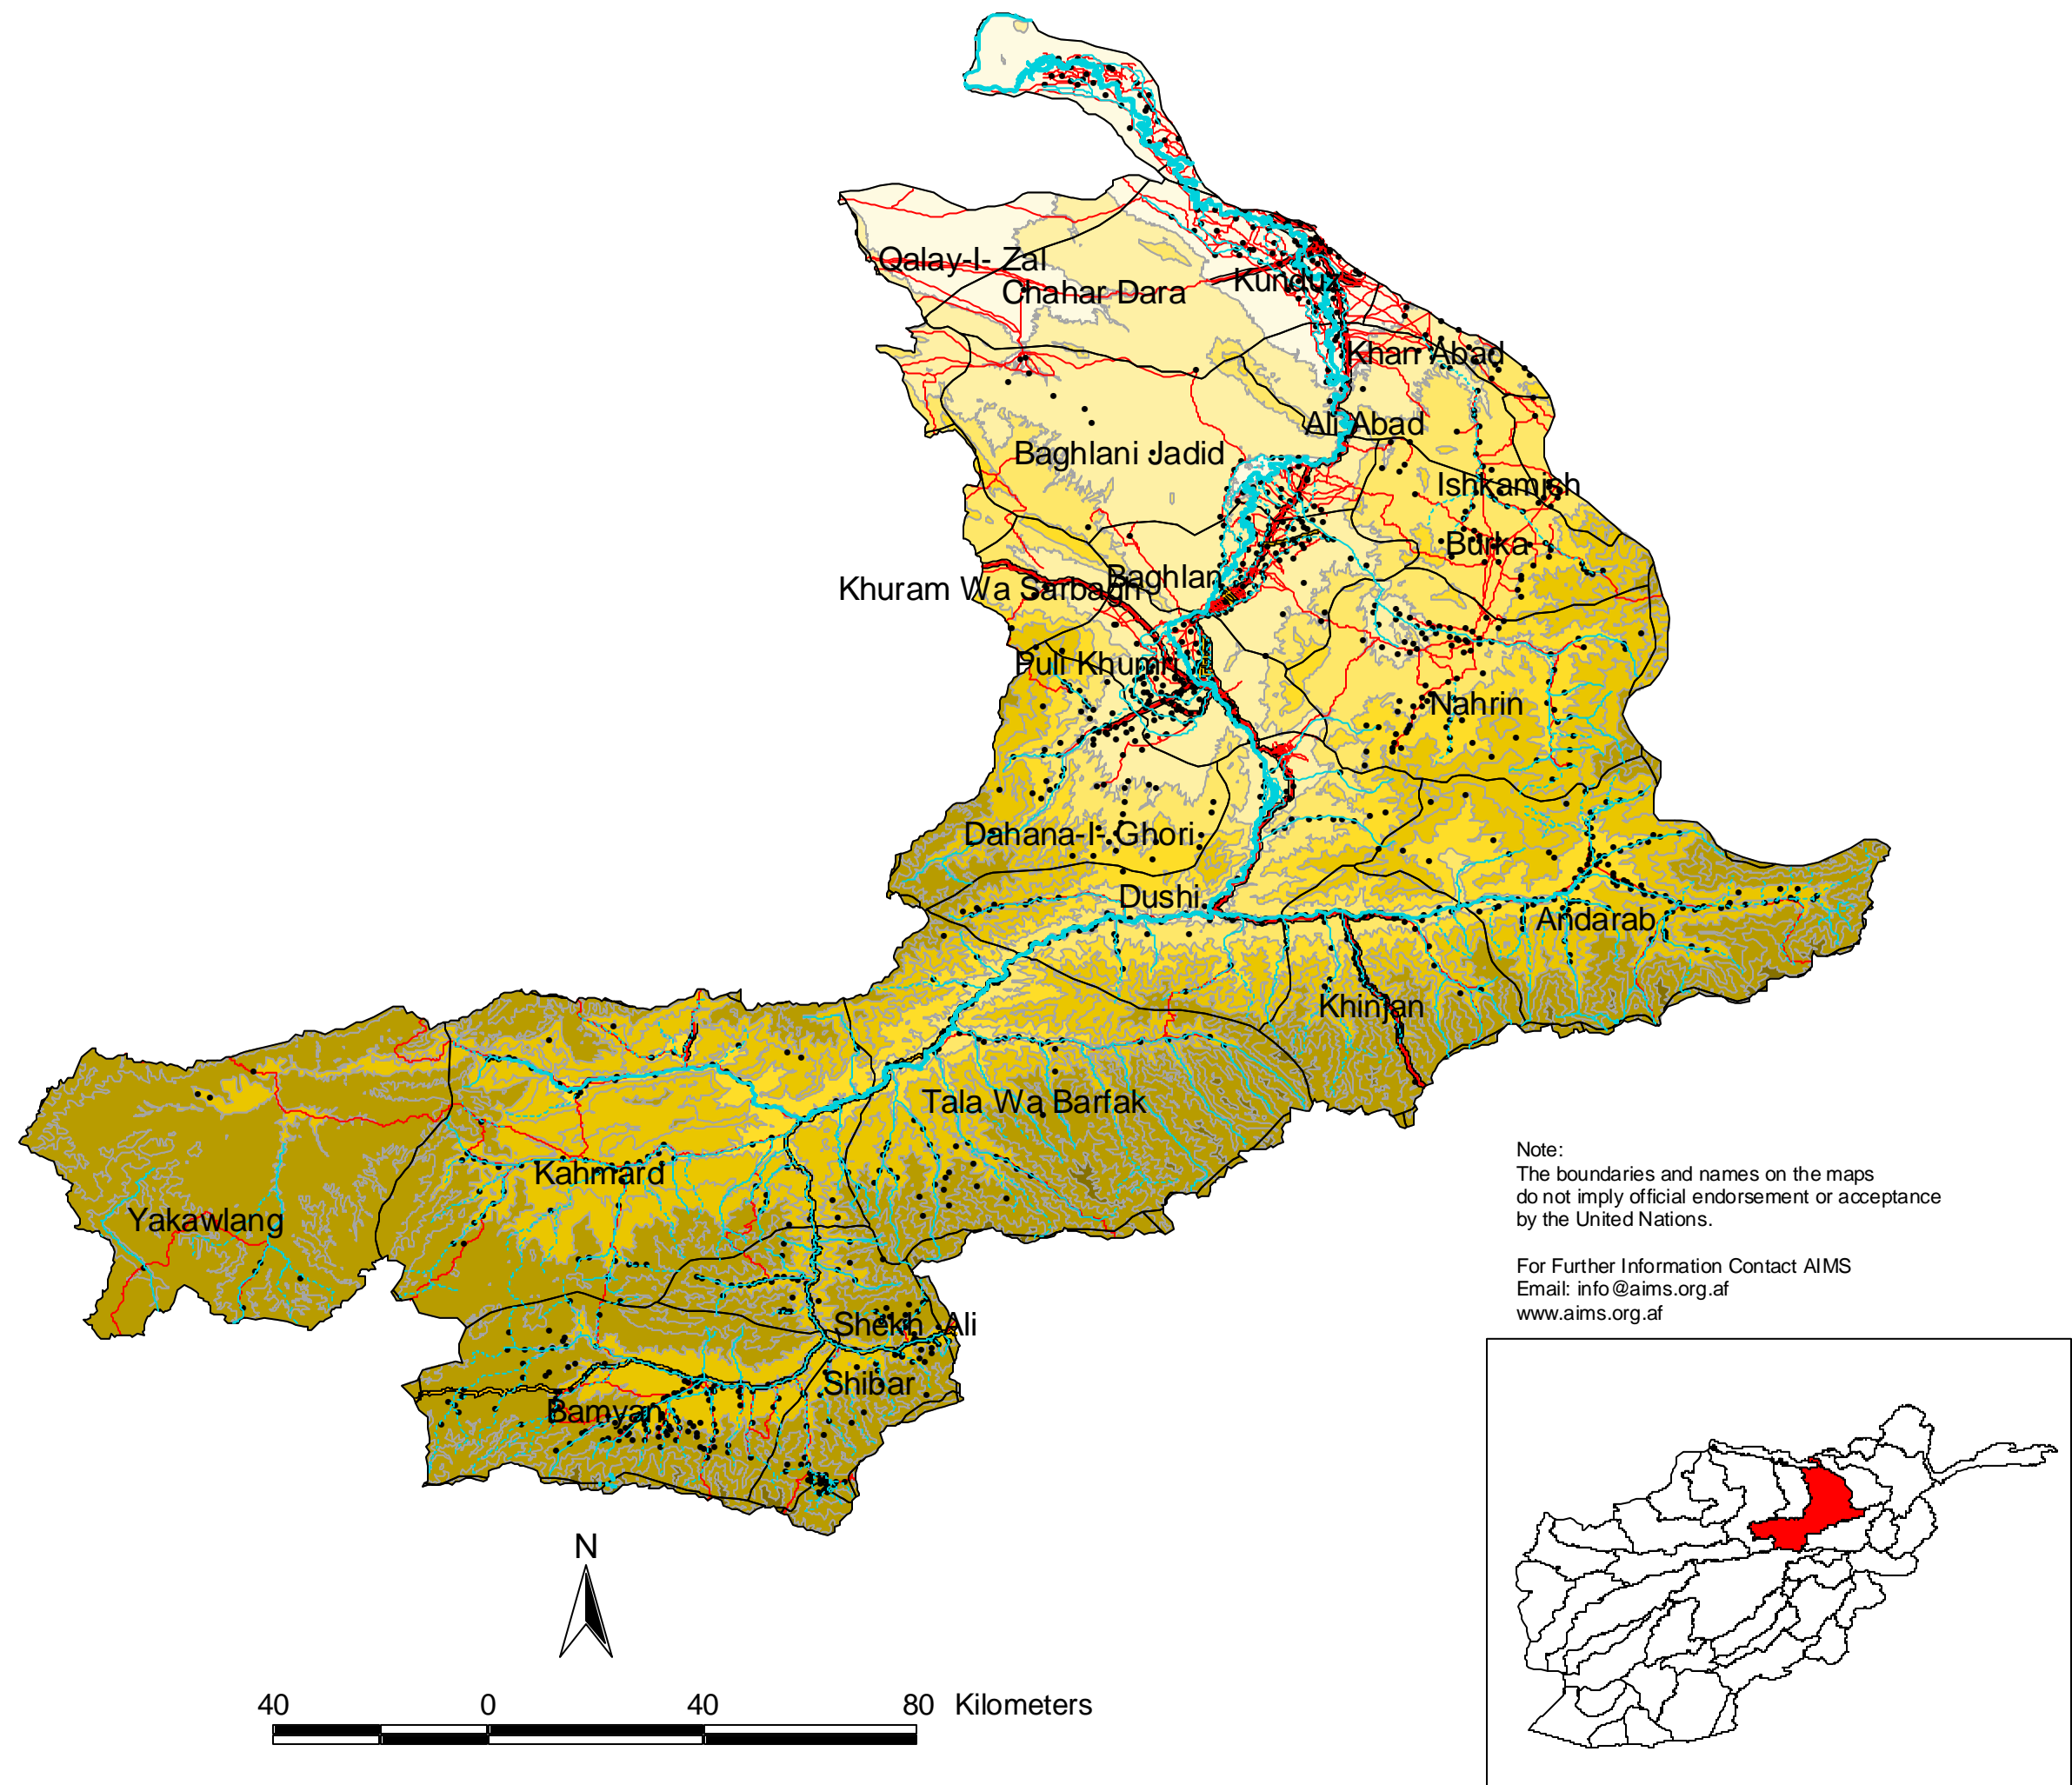 Qalay-I- Zal
Chahar Dara
Kunduz
Khan Abad
Ali Abad
Baghlani Jadid
Ishkamish
Burka
Baghlan
Khuram Wa Sarbagh
Puli Khumri
Nahrin
Dahana-I- Ghori
Dushi
Andarab
Khinjan
Tala Wa Barfak
Kahmard
Yakawlang
Shekh Ali
Shibar
Bamyan
Note:
The boundaries and names on the maps
do not imply official endorsement or acceptance
by the United Nations.
For Further Information Contact AIMS
Email: info@aims.org.af
www.aims.org.af
N
40 0 40 80 Kilometers